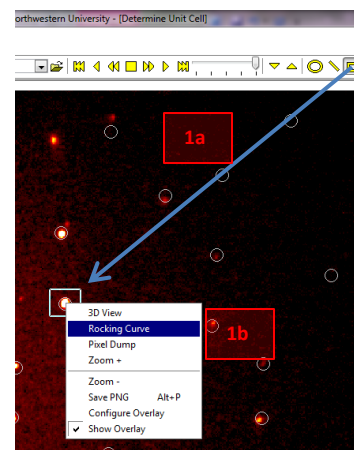 orthwestern University - [Determine Unit Cell]
1a
3D View
Rocking Curve
1b
Pixel Dump
Zoom +
Zoom -
Save PNG Alt+P
Configure Overlay
Show Overlay